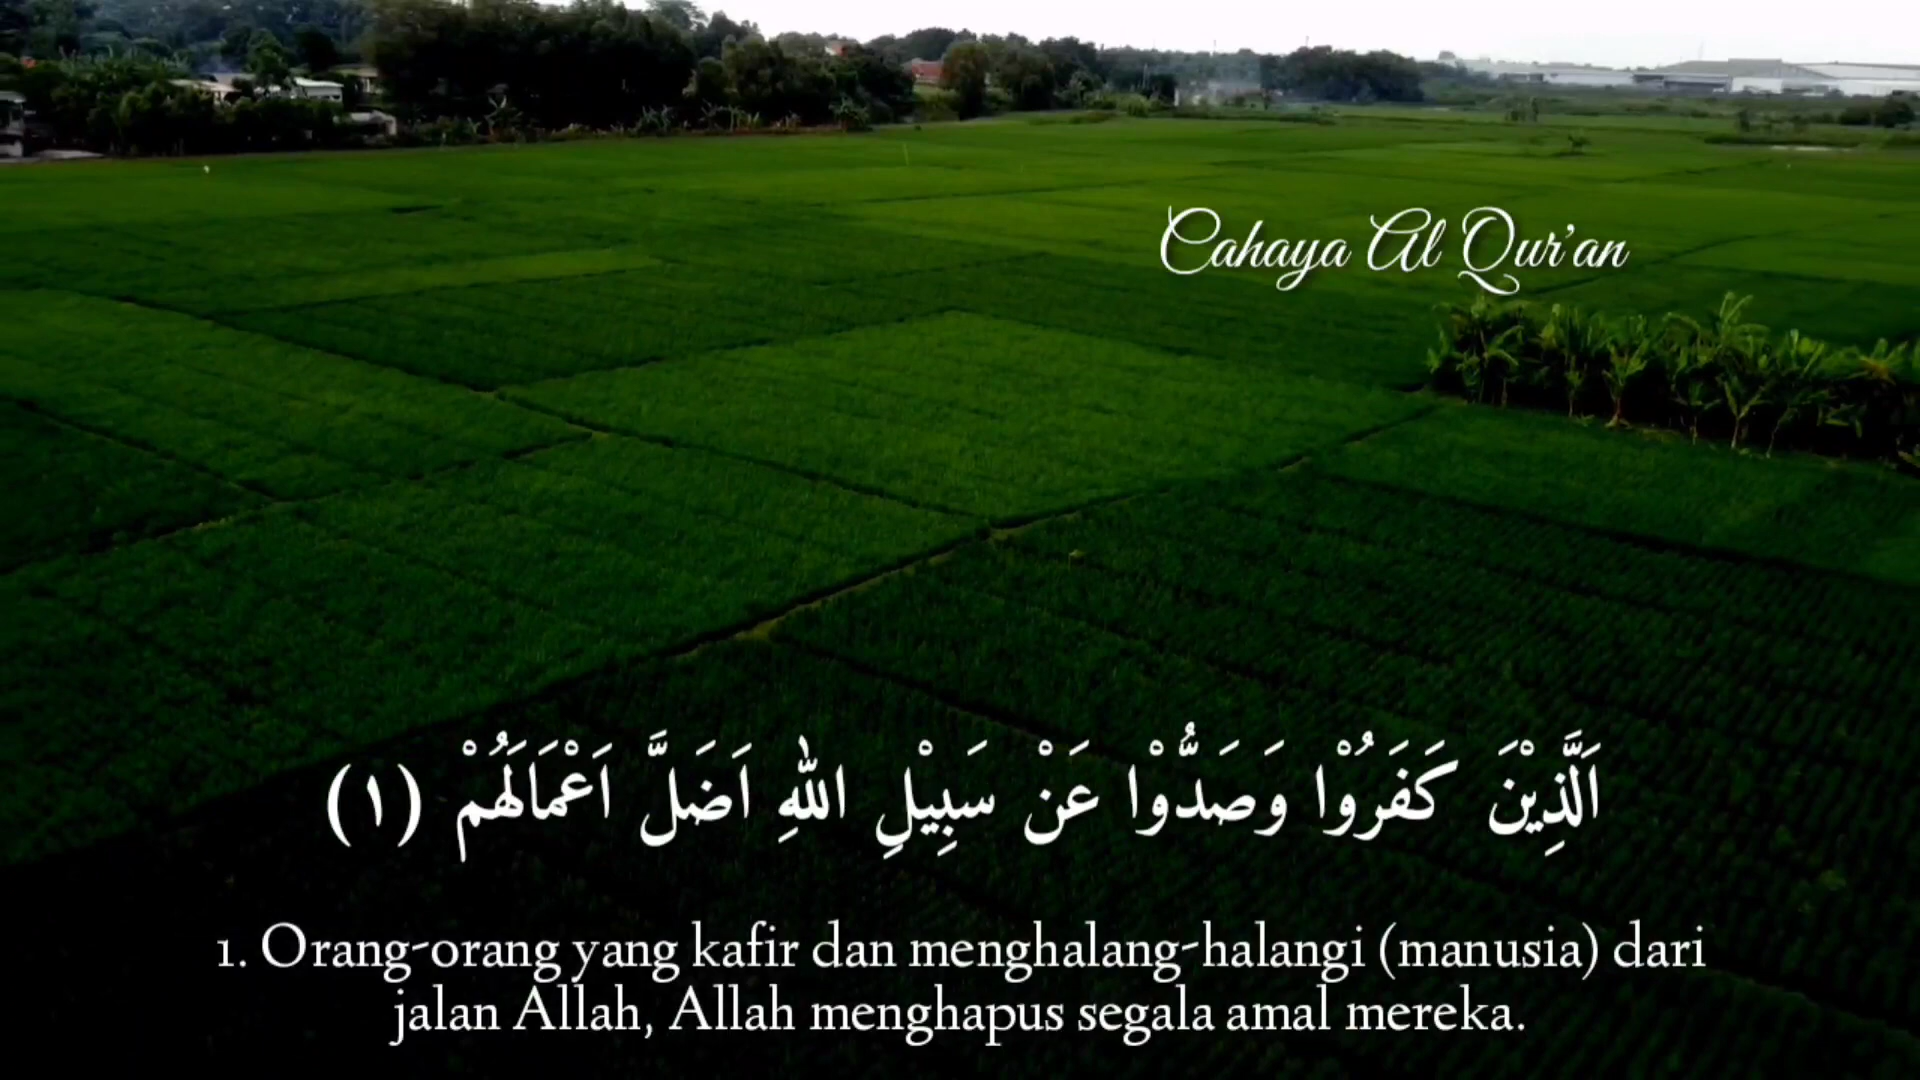 Cahaya Al Qur'an
اَلَّذِيْنَ كَفَرُوْا وَصَدُّوْا عَنْ سَبِيْلِ اللّٰهِ اَضَلَّ اَعْمَالَهُمْ (١)
1. Orang-orang yang kafir dan menghalang-halangi (manusia) dari
jalan Allah, Allah menghapus segala amal mereka.